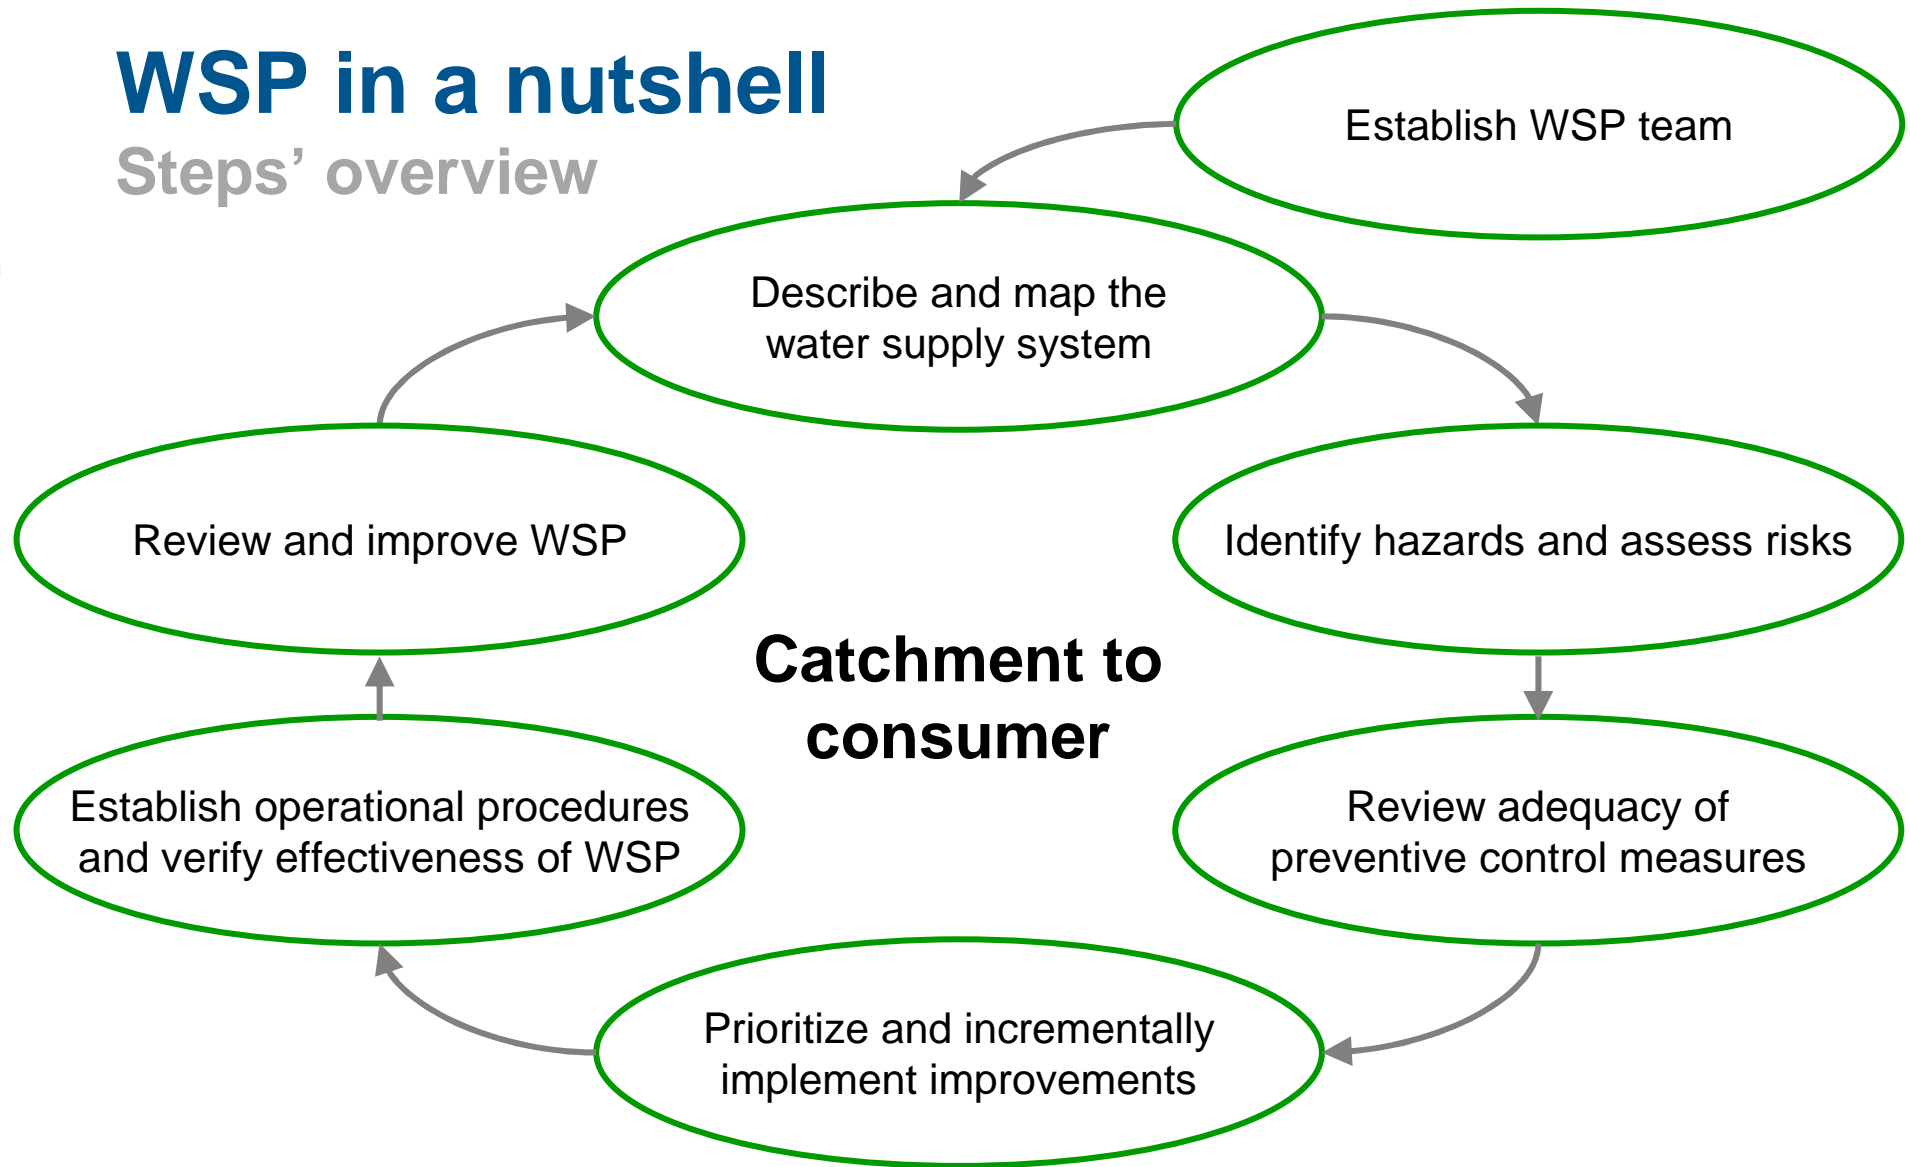 WSP in a nutshell
Steps’ overview
Establish WSP team
Describe and map the
water supply system
Review and improve WSP
Identify hazards and assess risks
Catchment to
consumer
Establish operational procedures
and verify effectiveness of WSP
Review adequacy of
preventive control measures
Prioritize and incrementally
implement improvements